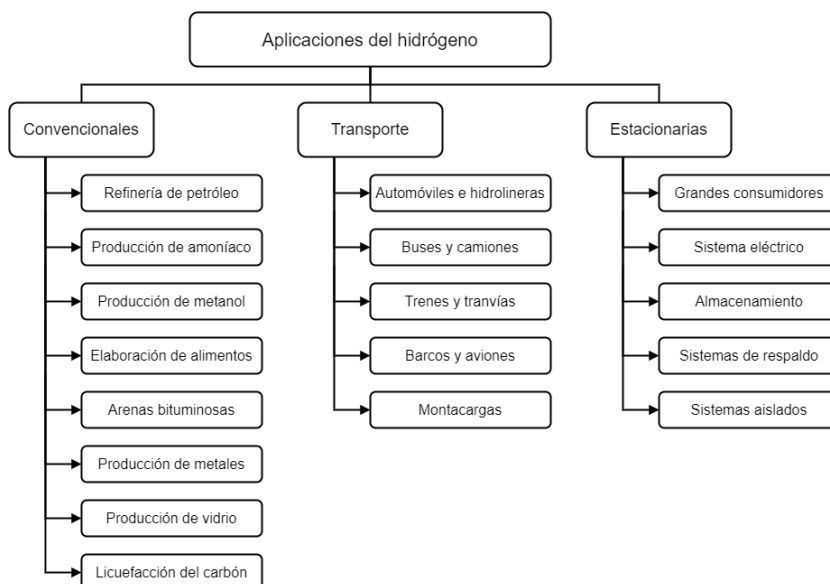 Aplicaciones del hidrógeno
Convencionales
Refinería de petróleo
Producción de amoníaco
Producción de metanol
Elaboración de alimentos
Arenas bituminosas
Producción de metales
Producción de vidrio
Licuefacción del carbón
Transporte
Automóviles e hidrolineras
Buses y camiones
Trenes y tranvías
Barcos y aviones
Montacargas
Estacionarias
Grandes consumidores
Sistema eléctrico
Almacenamiento
Sistemas de respaldo
Sistemas aislados